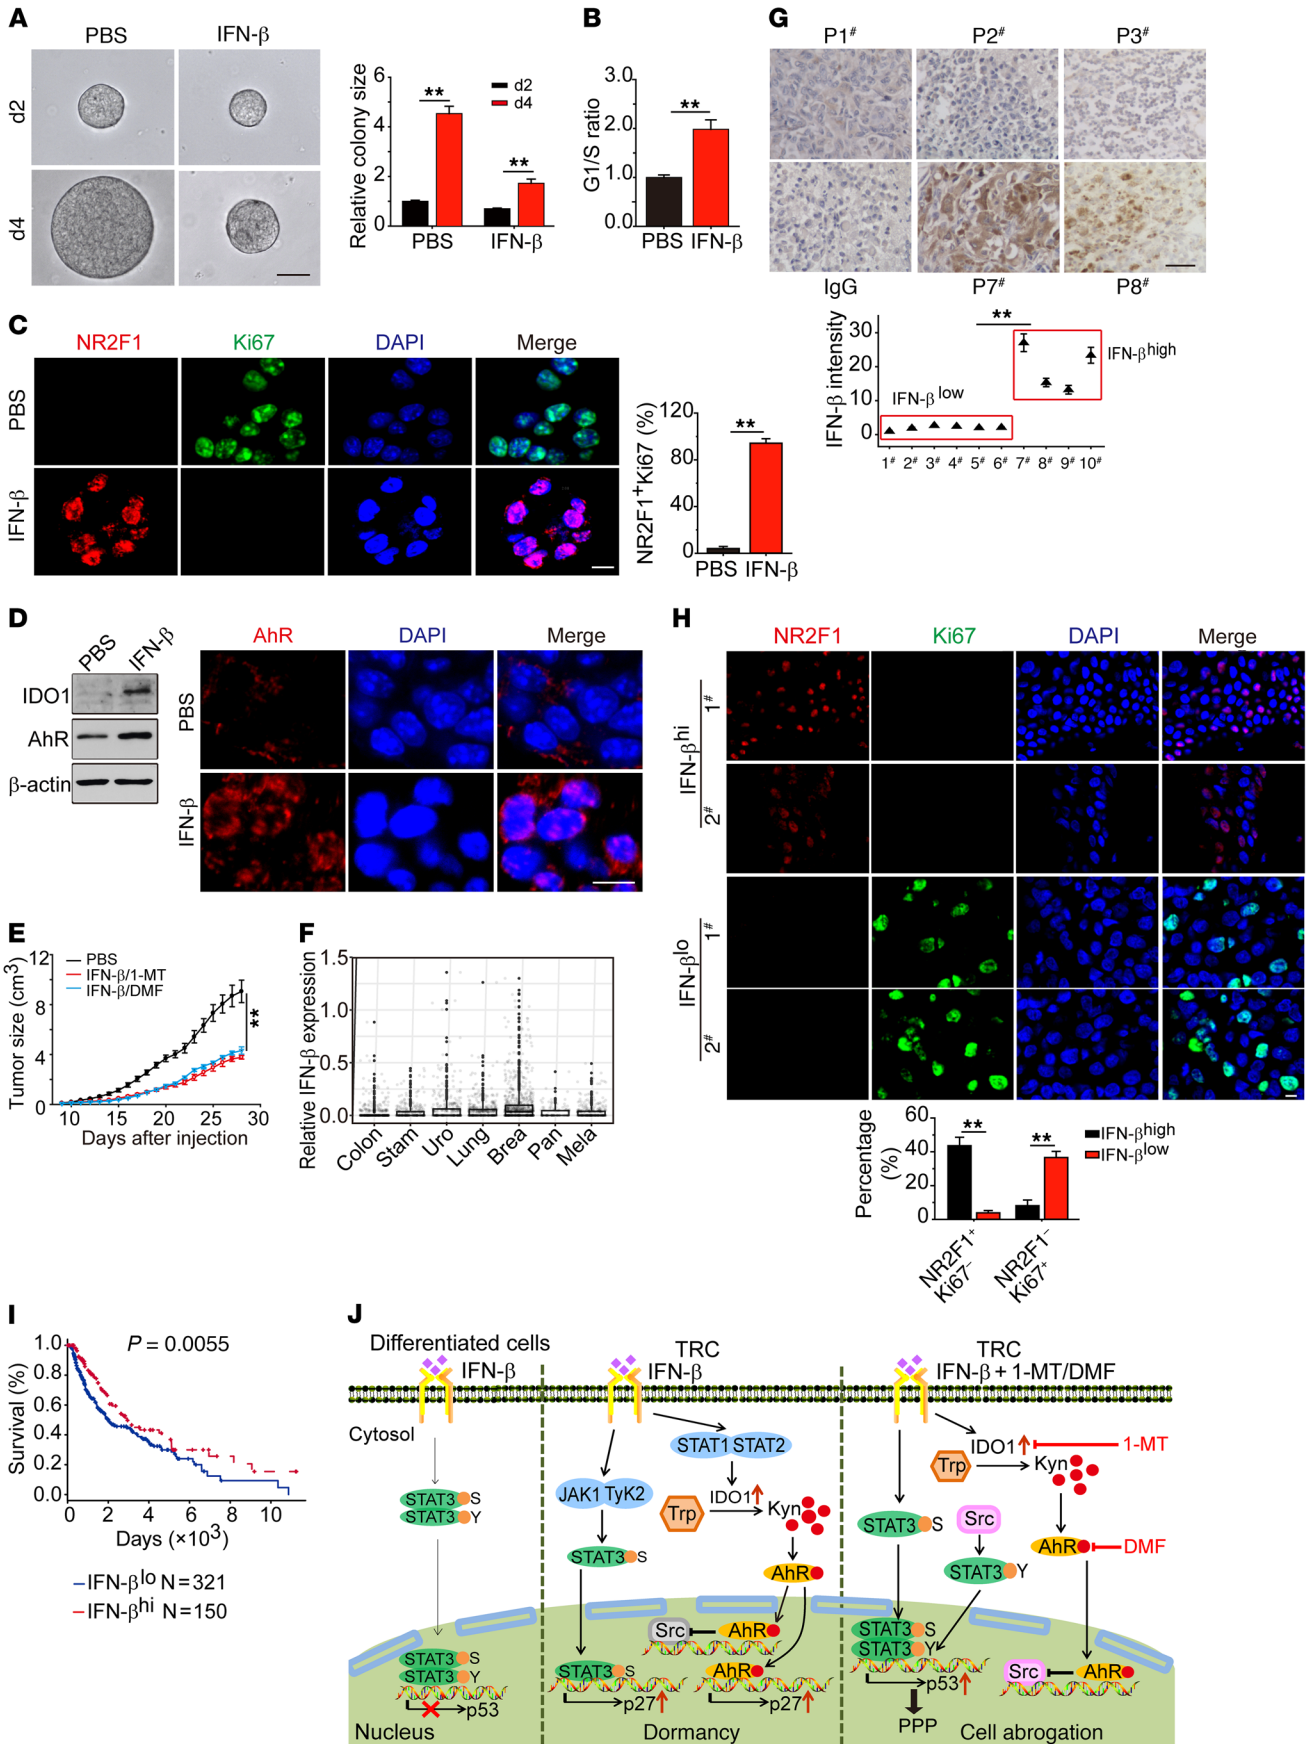 A
PBS IFN-β
d2
d4
Relative colony size
6
4
2
0
d2
d4
** **
PBS IFN-β
B
G1/S ratio
3.0
2.0
1.0
0.0
**
PBS IFN-β
G
P1# P2# P3#
IgG P7# P8#
IFN-β intensity
30
20
10
0
**
IFN-βlow
IFN-βhigh
1# 2# 3# 4# 5# 6# 7# 8# 9# 10#
C
NR2F1 Ki67 DAPI Merge
PBS
IFN-β
NR2F1+Ki67 (%)
120
80
40
0
**
PBS IFN-β
D
PBS IFN-β
IDO1
AhR
β-actin
AhR DAPI Merge
PBS
IFN-β
H
NR2F1 Ki67 DAPI Merge
IFN-βhi
1#
2#
IFN-βlo
1#
2#
Percentage (%)
60
40
20
0
** **
IFN-βhigh
IFN-βlow
NR2F1+ Ki67−
NR2F1− Ki67+
E
Tumor size (cm3)
12
8
4
0
PBS
IFN-β/1-MT
IFN-β/DMF
**
10 15 20 25 30
Days after injection
F
Relative IFN-β expression
1.5
1.0
0.5
0.0
Colon Stam Uro Lung Brea Pan Mela
I
Survival (%)
1.0
0.8
0.6
0.4
0.2
0.0
P = 0.0055
0 2 4 6 8 10
Days (×103)
IFN-βlo N=321
IFN-βhi N=150
J
Differentiated cells
IFN-β
TRC
IFN-β
TRC
IFN-β + 1-MT/DMF
Cytosol
STAT3 S
STAT3 Y
STAT3 S
STAT3 Y
p53
Nucleus
STAT1 STAT2
JAK1 TyK2
IDO1
Trp
Kyn
STAT3 S
AhR
Src
AhR
STAT3 S
AhR
p27
p27
Dormancy
IDO1
1-MT
Trp
Kyn
STAT3 S
Src
AhR
DMF
STAT3 Y
STAT3 S
STAT3 Y
p53
Src
AhR
PPP
Cell abrogation